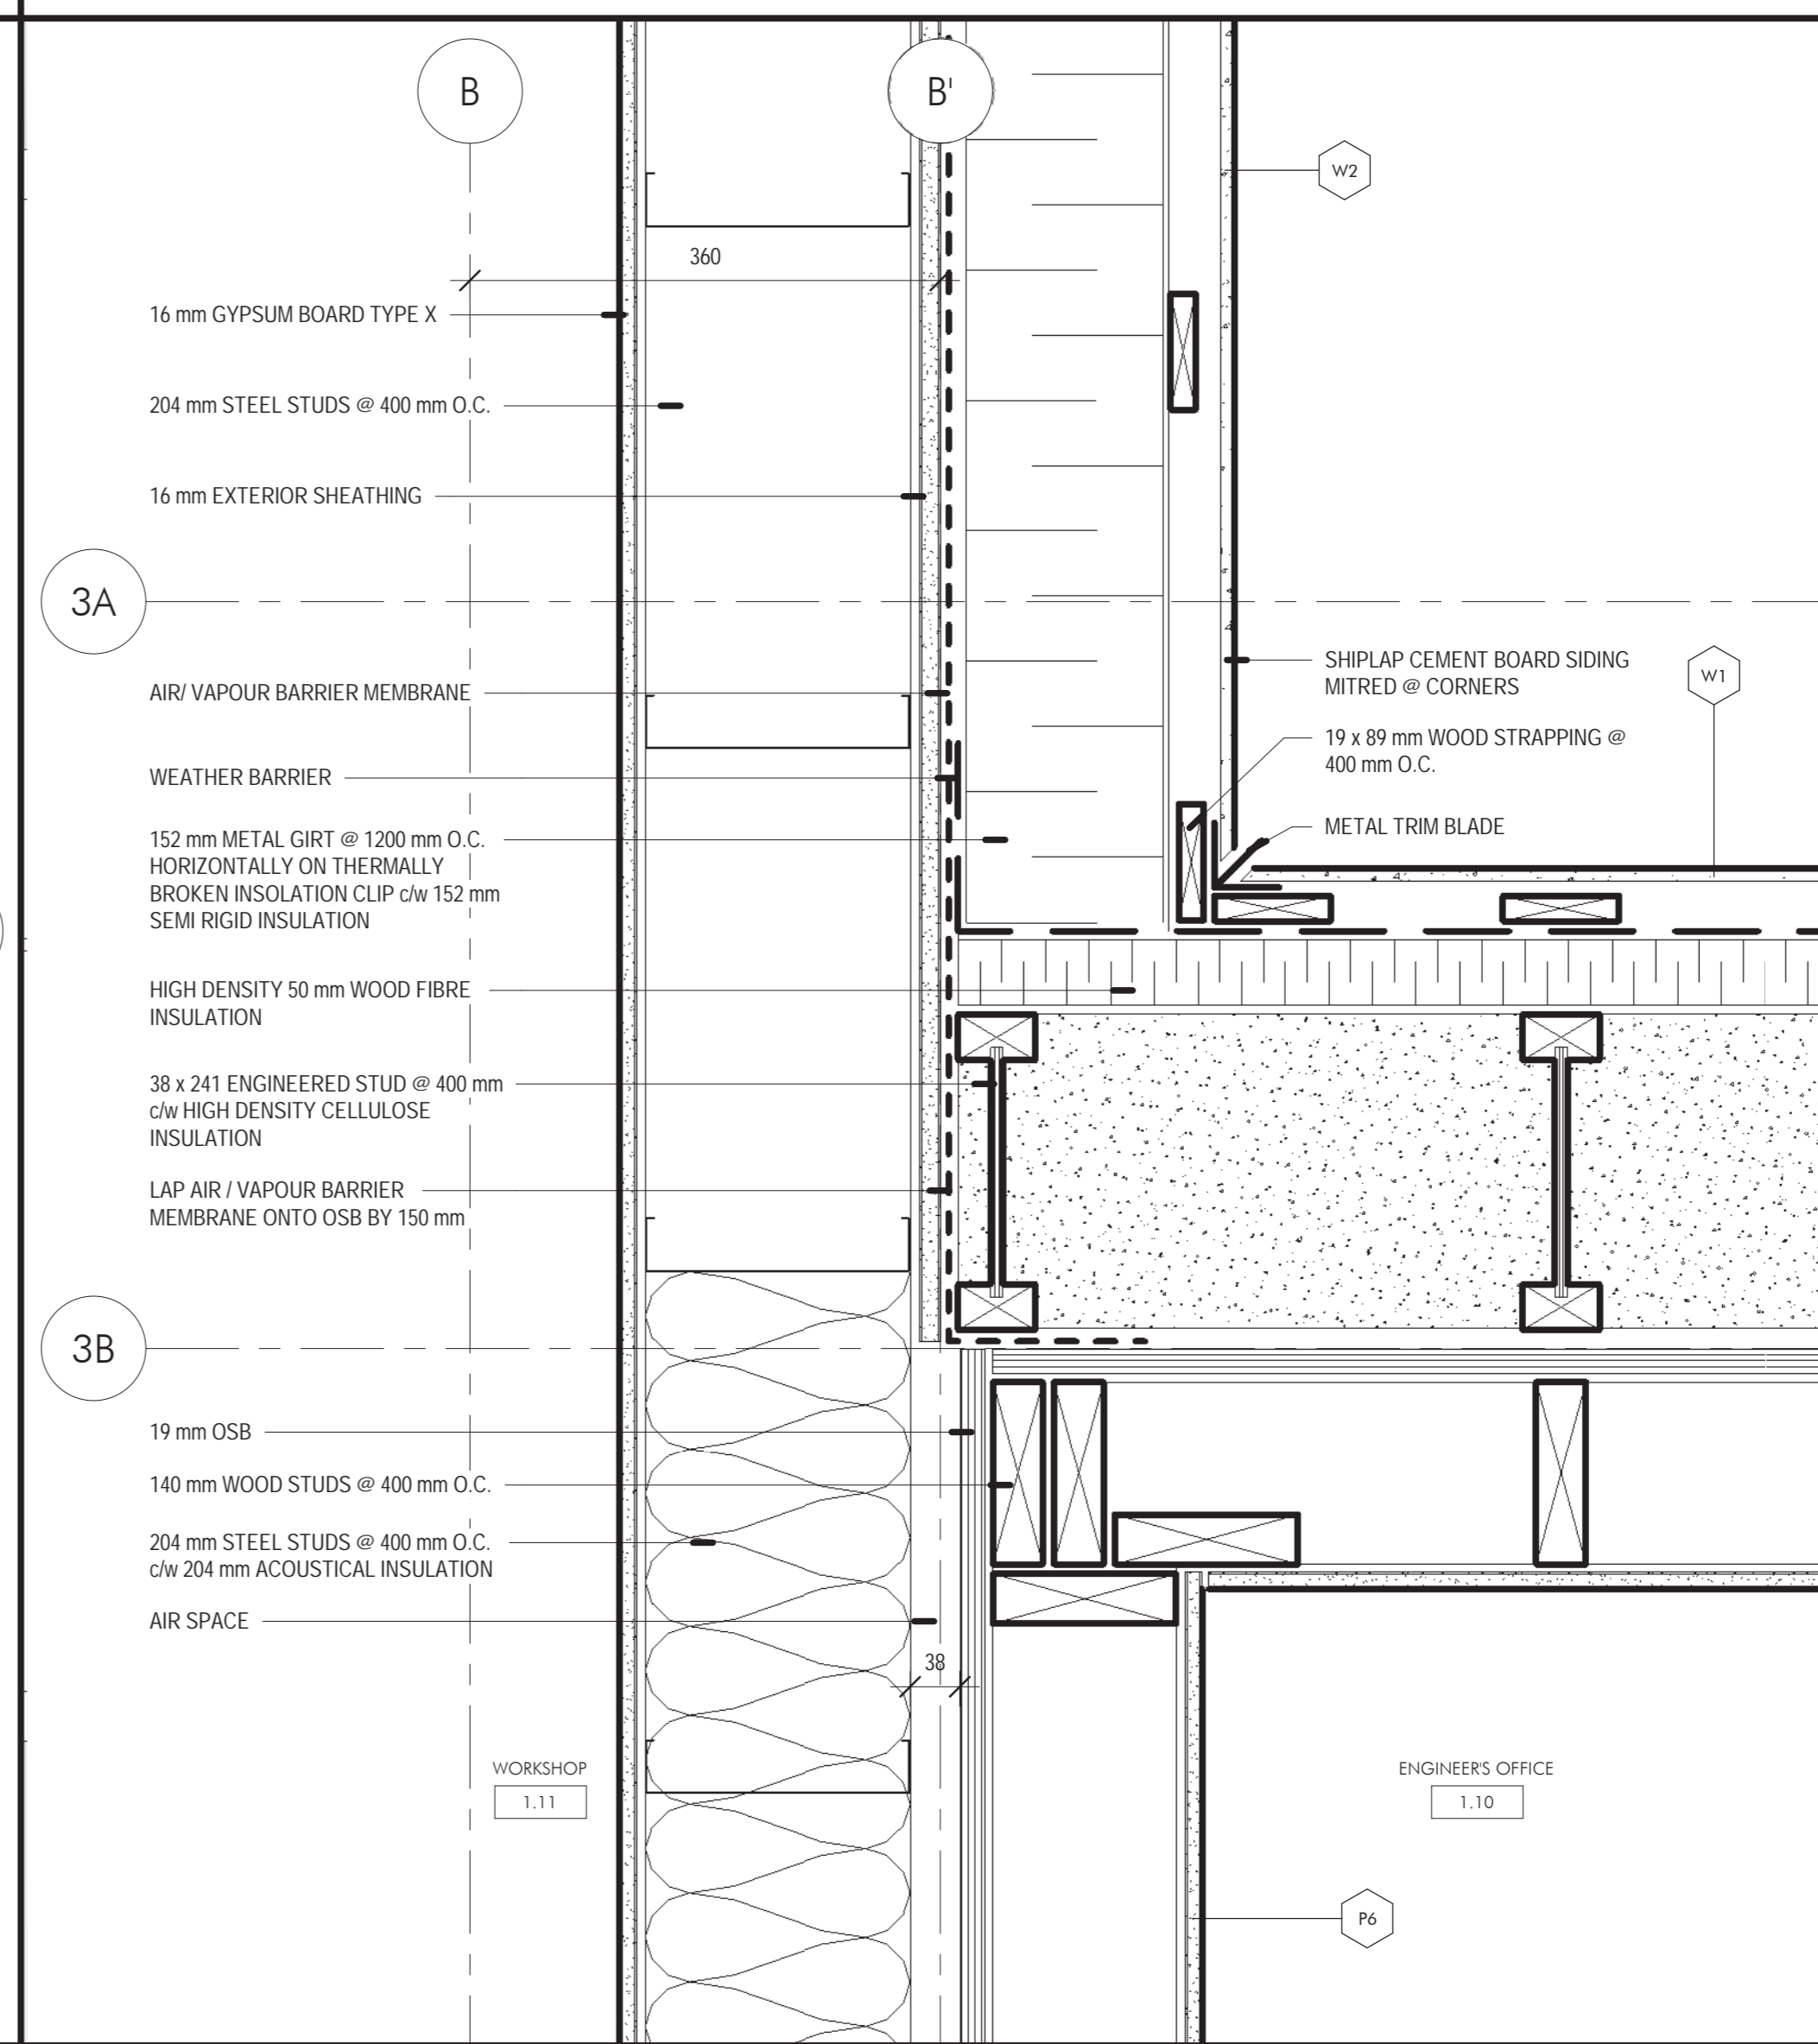 B
B'
W2
360
16 mm GYPSUM BOARD TYPE X
204 mm STEEL STUDS @ 400 mm O.C.
16 mm EXTERIOR SHEATHING
3A
AIR/ VAPOUR BARRIER MEMBRANE
SHIPLAP CEMENT BOARD SIDING
MITRED @ CORNERS
W1
19 x 89 mm WOOD STRAPPING @
400 mm O.C.
WEATHER BARRIER
METAL TRIM BLADE
152 mm METAL GIRT @ 1200 mm O.C.
HORIZONTALLY ON THERMALLY
BROKEN INSOLATION CLIP c/w 152 mm
SEMI RIGID INSULATION
HIGH DENSITY 50 mm WOOD FIBRE
INSULATION
38 x 241 ENGINEERED STUD @ 400 mm
c/w HIGH DENSITY CELLULOSE
INSULATION
LAP AIR / VAPOUR BARRIER
MEMBRANE ONTO OSB BY 150 mm
3B
19 mm OSB
140 mm WOOD STUDS @ 400 mm O.C.
204 mm STEEL STUDS @ 400 mm O.C.
c/w 204 mm ACOUSTICAL INSULATION
AIR SPACE
38
WORKSHOP
1.11
ENGINEER'S OFFICE
1.10
P6